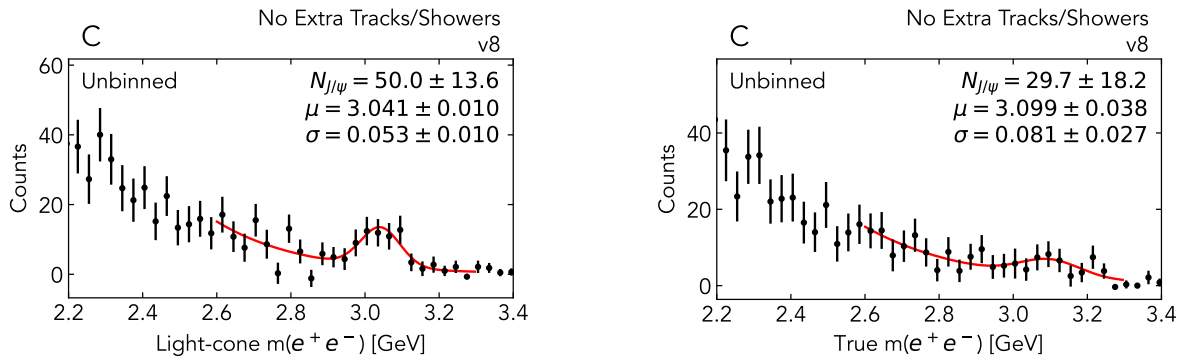 No Extra Tracks/Showers
C
v8
Unbinned
N_{J/ψ} = 50.0 ± 13.6
μ = 3.041 ± 0.010
σ = 0.053 ± 0.010
Counts
60
40
20
0
2.2 2.4 2.6 2.8 3.0 3.2 3.4
Light-cone m(e⁺e⁻) [GeV]
No Extra Tracks/Showers
C
v8
Unbinned
N_{J/ψ} = 29.7 ± 18.2
μ = 3.099 ± 0.038
σ = 0.081 ± 0.027
Counts
40
20
0
2.2 2.4 2.6 2.8 3.0 3.2 3.4
True m(e⁺e⁻) [GeV]